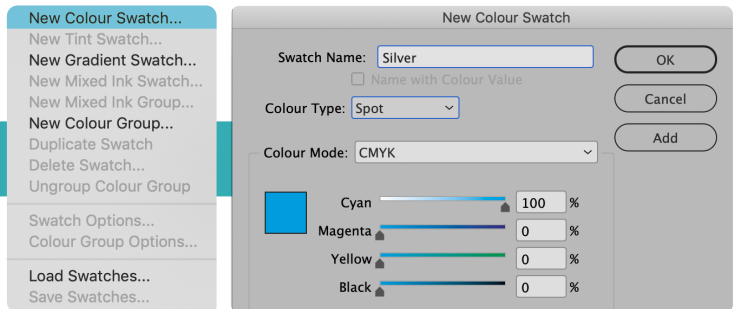 New Colour Swatch...
New Tint Swatch...
New Gradient Swatch...
New Mixed Ink Swatch...
New Mixed Ink Group...
New Colour Group...
Duplicate Swatch
Delete Swatch...
Ungroup Colour Group
Swatch Options...
Colour Group Options...
Load Swatches...
Save Swatches...
New Colour Swatch
Swatch Name: Silver
Name with Colour Value
Colour Type: Spot
Colour Mode: CMYK
Cyan 100 %
Magenta 0 %
Yellow 0 %
Black 0 %
OK
Cancel
Add